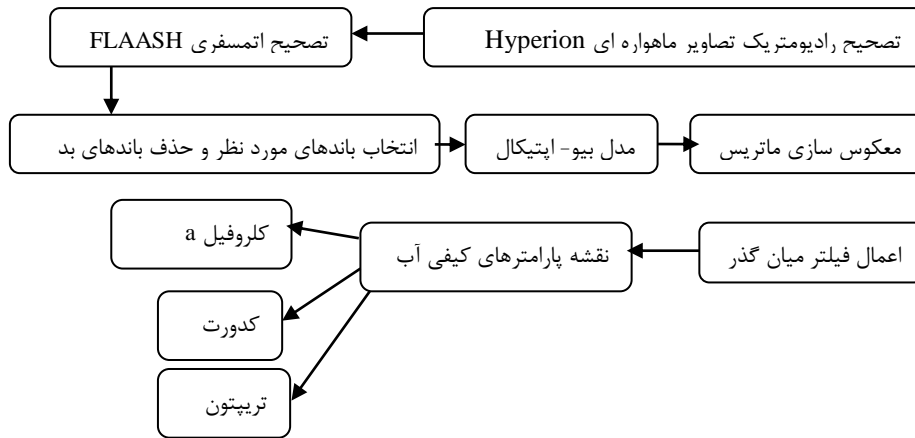 تصحیح رادیومتریک تصاویر ماهواره ای Hyperion
تصحیح اتمسفری FLAASH
انتخاب باندهای مورد نظر و حذف باندهای بد
مدل بیو- اپتیکال
معکوس سازی ماتریس
اعمال فیلتر میان گذر
نقشه پارامترهای کیفی آب
کلروفیل a
کدورت
تریپتون